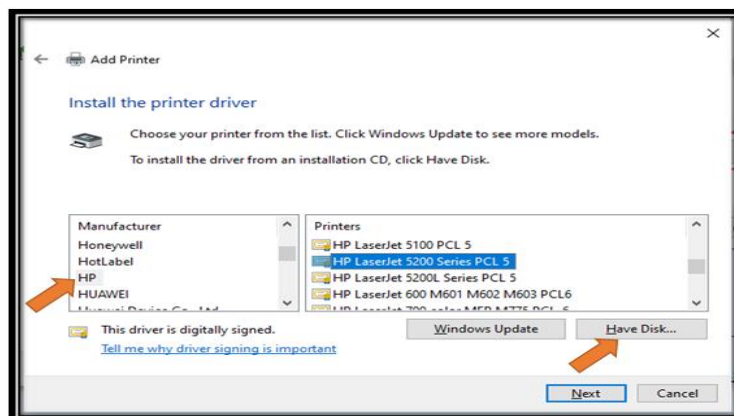 Add Printer
Install the printer driver
Choose your printer from the list. Click Windows Update to see more models.
To install the driver from an installation CD, click Have Disk.
Manufacturer
Honeywell
HotLabel
HP
HUAWEI
Printers
HP LaserJet 5100 PCL 5
HP LaserJet 5200 Series PCL 5
HP LaserJet 5200L Series PCL 5
HP LaserJet 600 M601 M602 M603 PCL6
This driver is digitally signed.
Tell me why driver signing is important
Windows Update
Have Disk...
Next
Cancel